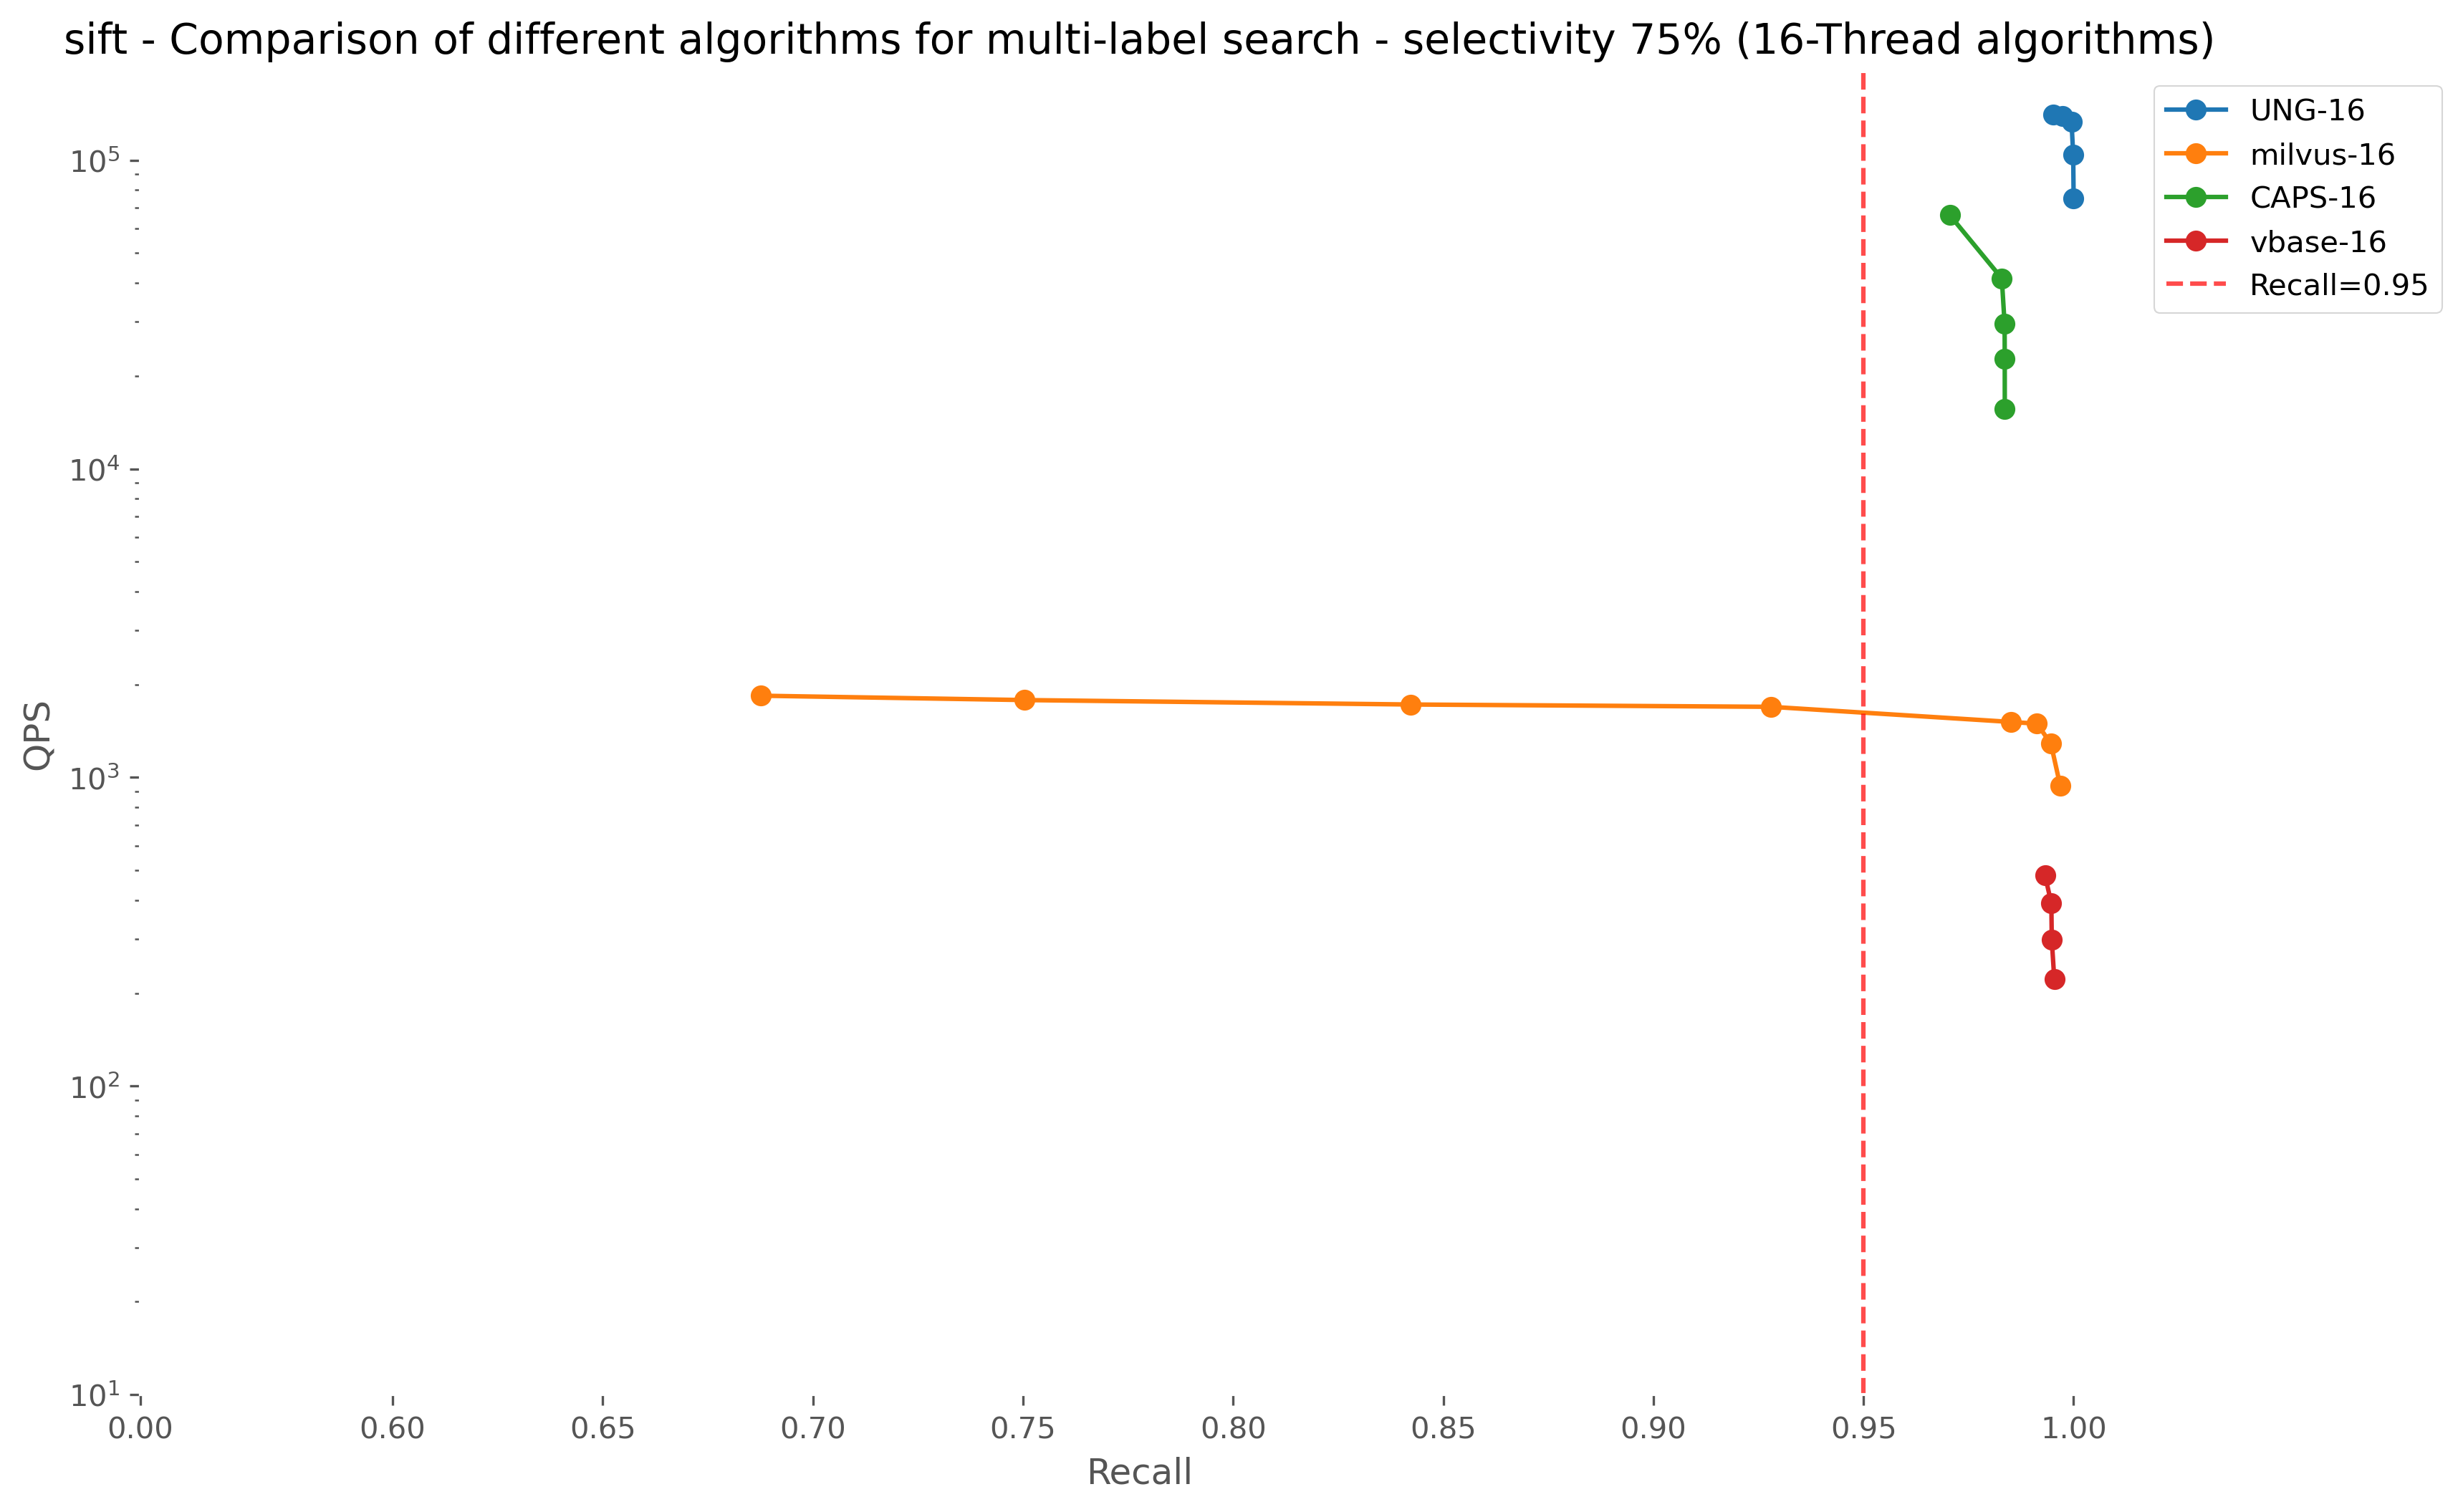 sift - Comparison of different algorithms for multi-label search - selectivity 75% (16-Thread algorithms)
UNG-16
milvus-16
CAPS-16
vbase-16
Recall=0.95
10⁵
10⁴
10³
10²
10¹
QPS
0.00 0.60 0.65 0.70 0.75 0.80 0.85 0.90 0.95 1.00
Recall